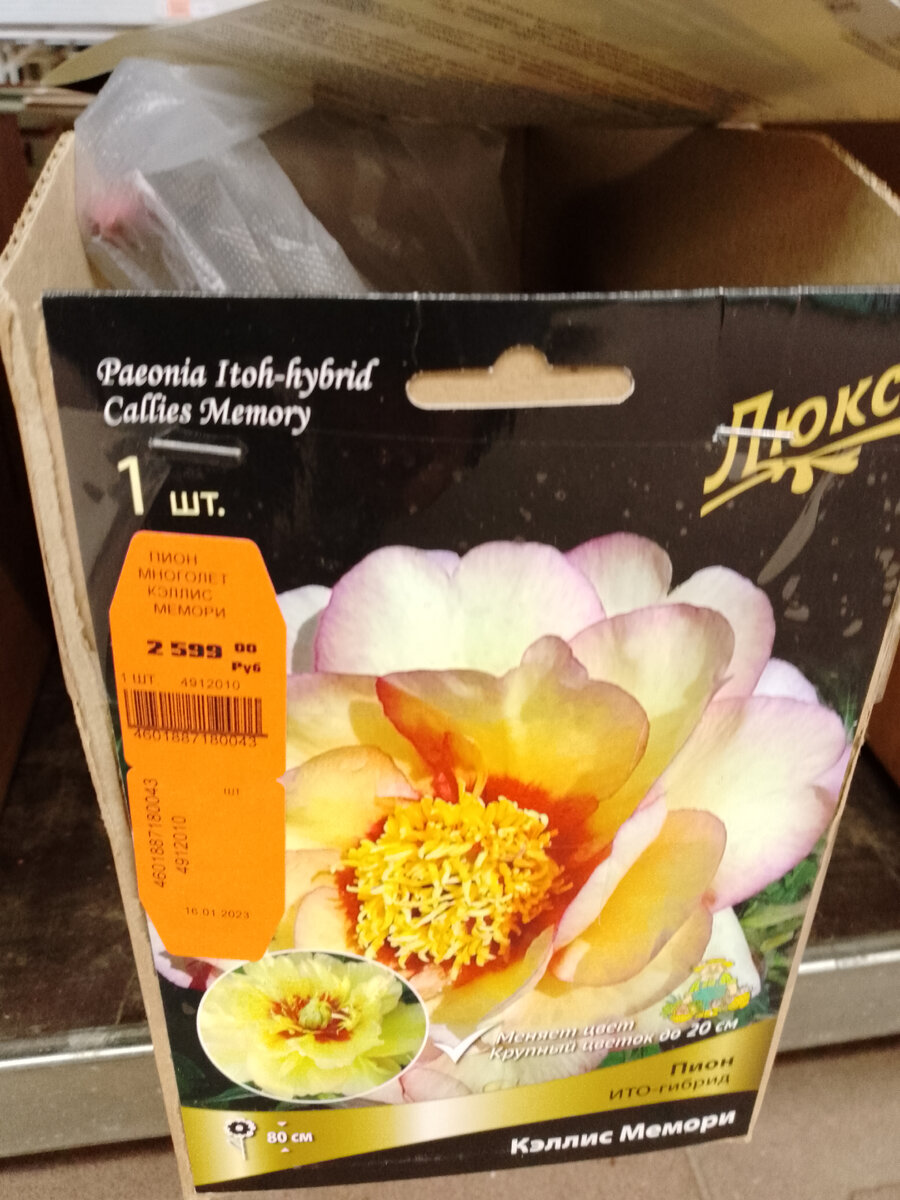 Paeonia Itoh-hybrid
Callies Memory
Люкс
1 шт.
ПИОН
МНОГОЛЕТ
КЭЛЛИС
МЕМОРИ
2 599 00
Руб
1 ШТ. 4912010
4601887180043
шт
4601887180043
4912010
16.01.2023
Меняет цвет
Крупный цветок до 20 см
Пион
ИТО-гибрид
80 см
Кэллис Мемори